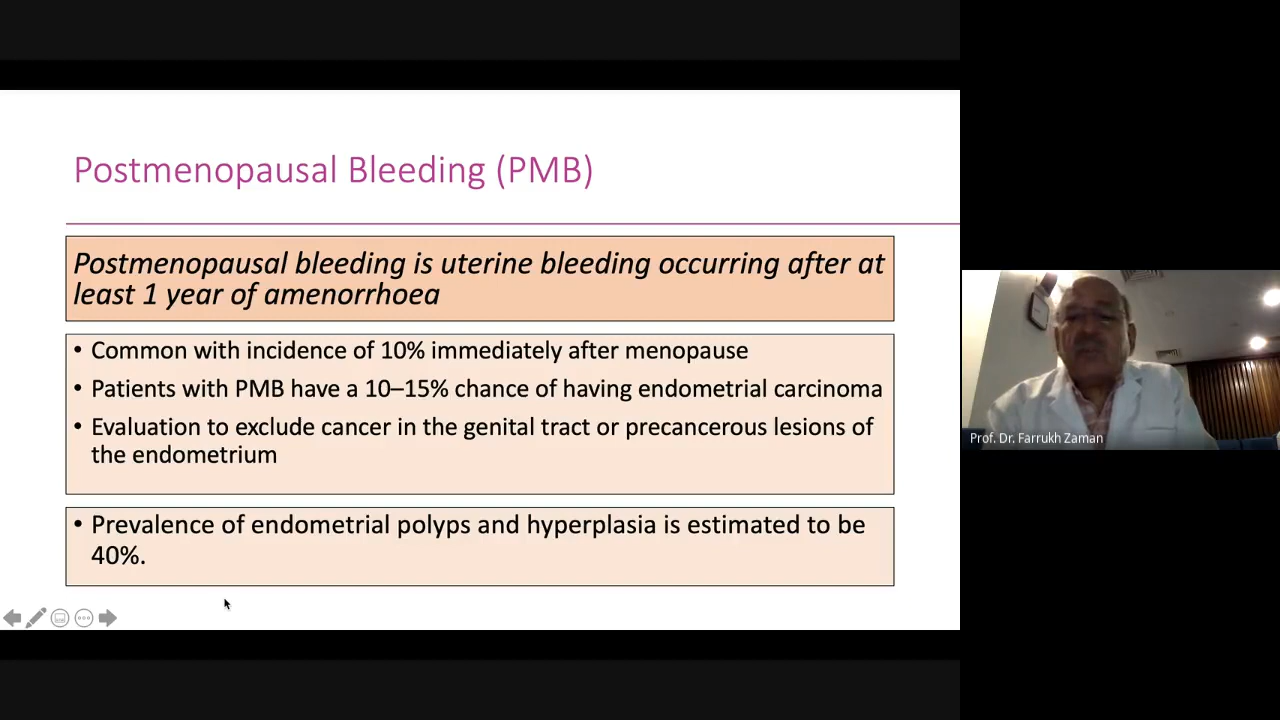 Postmenopausal Bleeding (PMB)
Postmenopausal bleeding is uterine bleeding occurring after at
least 1 year of amenorrhoea
• Common with incidence of 10% immediately after menopause
• Patients with PMB have a 10–15% chance of having endometrial carcinoma
• Evaluation to exclude cancer in the genital tract or precancerous lesions of
the endometrium
• Prevalence of endometrial polyps and hyperplasia is estimated to be
40%.
Prof. Dr. Farrukh Zaman